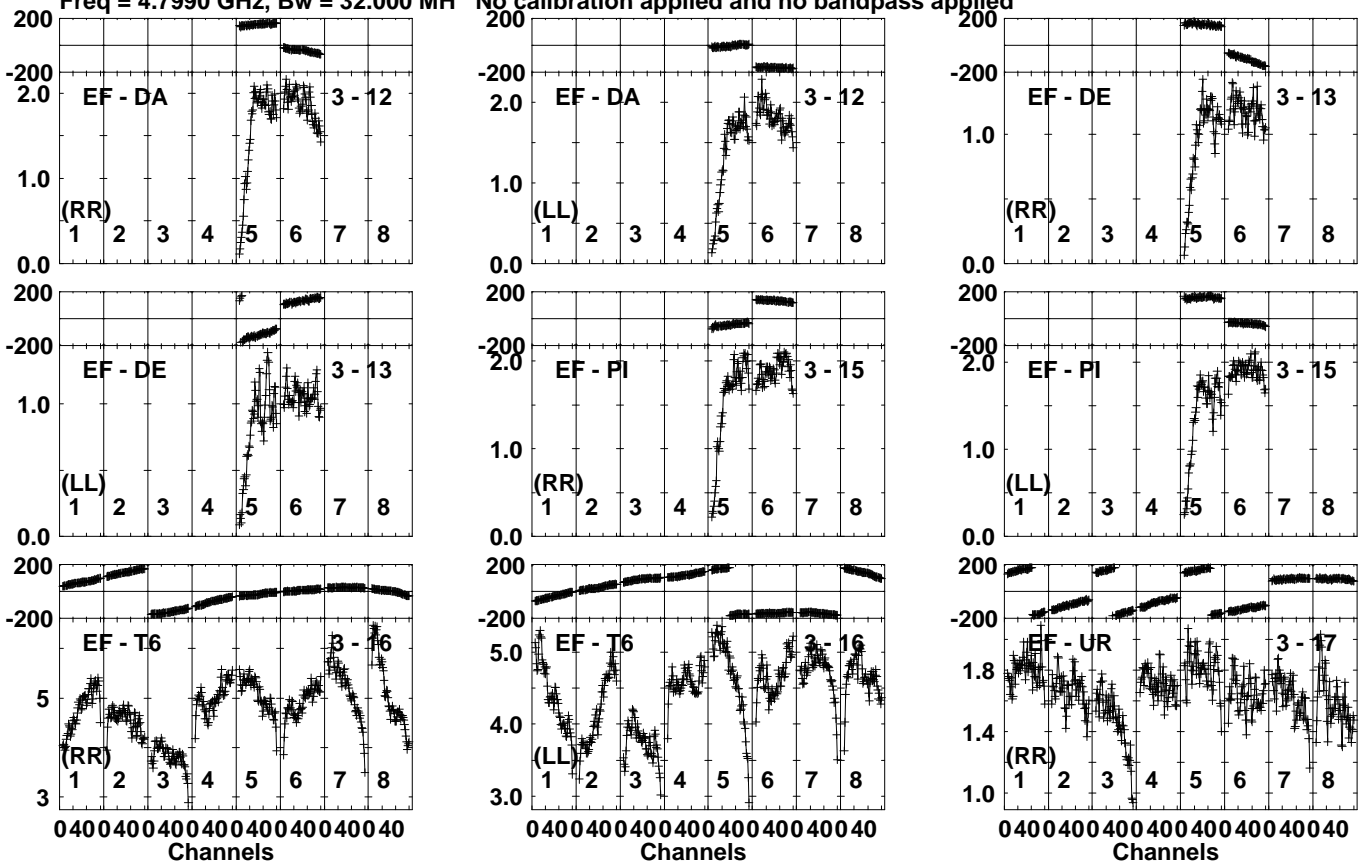 Freq = 4.7990 GHz, Bw = 32.000 MH No calibration applied and no bandpass applied
200 200 200
-200 -200 -200
EF - DA 3 - 12 EF - DA 3 - 12 EF - DE 3 - 13
2.0 2.0
1.0 1.0 1.0
(RR) (LL) (RR)
1 2 3 4 5 6 7 8 1 2 3 4 5 6 7 8 1 2 3 4 5 6 7 8
0.0 0.0 0.0
200 200 200
-200 -200 -200
EF - DE 3 - 13 EF - PI 3 - 15 EF - PI 3 - 15
2.0 2.0
1.0 1.0 1.0
(LL) (RR) (LL)
1 2 3 4 5 6 7 8 1 2 3 4 5 6 7 8 1 2 3 4 5 6 7 8
0.0 0.0 0.0
200 200 200
-200 -200 -200
EF - T6 3 - 16 EF - T6 3 - 16 EF - UR 3 - 17
5 5.0 1.8
4.0 1.4
(RR) (LL) (RR)
1 2 3 4 5 6 7 8 1 2 3 4 5 6 7 8 1 2 3 4 5 6 7 8
3 3.0 1.0
0 40 0 40 0 40 0 40 0 40 0 40 0 40 0 40 0 40 0 40 0 40 0 40 0 40 0 40 0 40 0 40 0 40 0 40 0 40 0 40 0 40 0 40 0 40 0 40
Channels Channels Channels